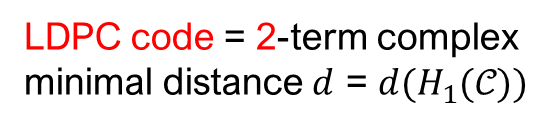 LDPC code = 2-term complex
minimal distance 𝑑 = 𝑑(𝐻₁(𝒞))